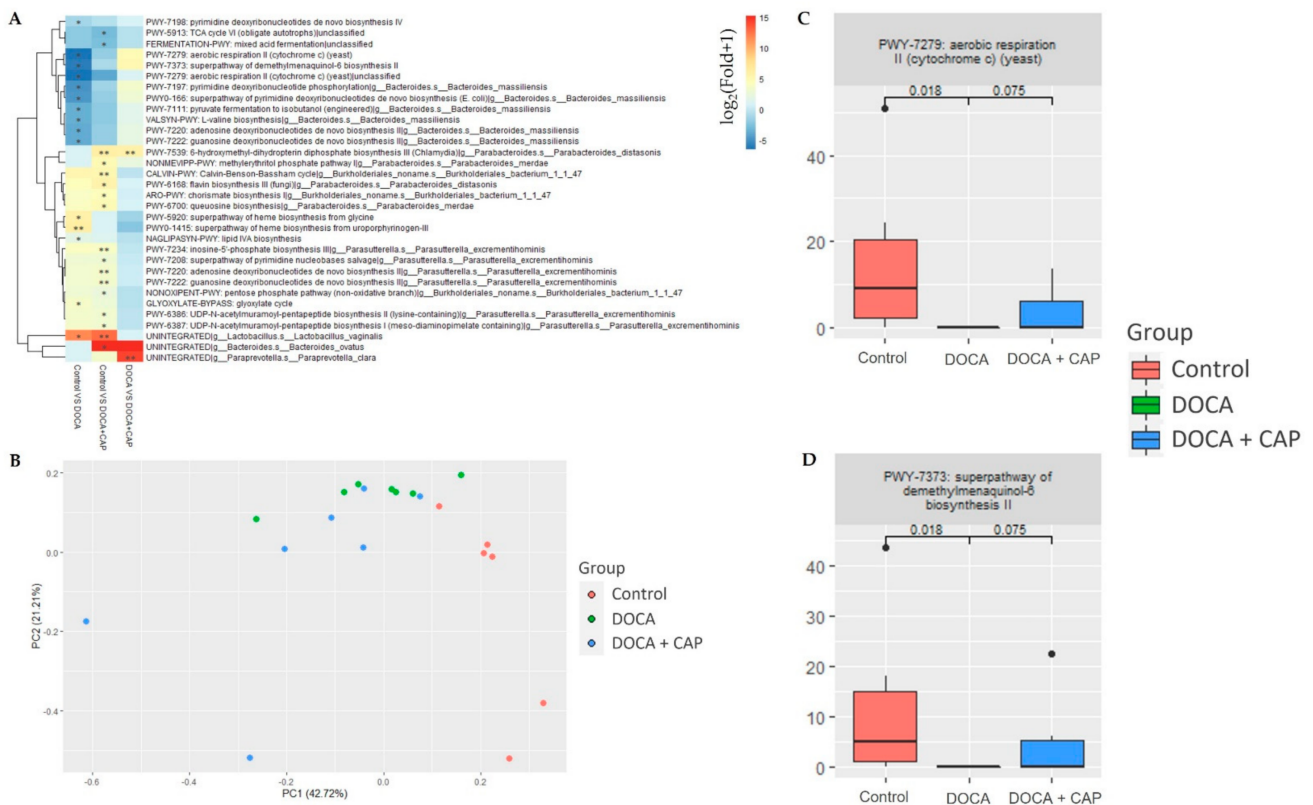 A
PWY-7198: pyrimidine deoxyribonucleotides de novo biosynthesis IV
PWY-5913: TCA cycle VI (obligate autotrophs)|unclassified
FERMENTATION-PWY: mixed acid fermentation|unclassified
PWY-7279: aerobic respiration II (cytochrome c) (yeast)
PWY-7373: superpathway of demethylmenaquinol-6 biosynthesis II
PWY-7279: aerobic respiration II (cytochrome c) (yeast)|unclassified
PWY-7197: pyrimidine deoxyribonucleotide phosphorylation|g__Bacteroides.s__Bacteroides_massiliensis
PWY0-166: superpathway of pyrimidine deoxyribonucleotides de novo biosynthesis (E. coli)|g__Bacteroides.s__Bacteroides_massiliensis
PWY-7111: pyruvate fermentation to isobutanol (engineered)|g__Bacteroides.s__Bacteroides_massiliensis
VALSYN-PWY: L-valine biosynthesis|g__Bacteroides.s__Bacteroides_massiliensis
PWY-7220: adenosine deoxyribonucleotides de novo biosynthesis II|g__Bacteroides.s__Bacteroides_massiliensis
PWY-7222: guanosine deoxyribonucleotides de novo biosynthesis II|g__Bacteroides.s__Bacteroides_massiliensis
PWY-7539: 6-hydroxymethyl-dihydropterin diphosphate biosynthesis III (Chlamydia)|g__Parabacteroides.s__Parabacteroides_distasonis
NONMEVIPP-PWY: methylerythritol phosphate pathway I|g__Parabacteroides.s__Parabacteroides_merdae
CALVIN-PWY: Calvin-Benson-Bassham cycle|g__Burkholderiales_noname.s__Burkholderiales_bacterium_1_1_47
PWY-6168: flavin biosynthesis III (fungi)|g__Parabacteroides.s__Parabacteroides_distasonis
ARO-PWY: chorismate biosynthesis I|g__Burkholderiales_noname.s__Burkholderiales_bacterium_1_1_47
PWY-6700: queuosine biosynthesis|g__Parabacteroides.s__Parabacteroides_merdae
PWY-5920: superpathway of heme biosynthesis from glycine
PWY0-1415: superpathway of heme biosynthesis from uroporphyrinogen-III
NAGLIPASYN-PWY: lipid IVA biosynthesis
PWY-7234: inosine-5'-phosphate biosynthesis III|g__Parasutterella.s__Parasutterella_excrementihominis
PWY-7208: superpathway of pyrimidine nucleobases salvage|g__Parasutterella.s__Parasutterella_excrementihominis
PWY-7220: adenosine deoxyribonucleotides de novo biosynthesis II|g__Parasutterella.s__Parasutterella_excrementihominis
PWY-7222: guanosine deoxyribonucleotides de novo biosynthesis II|g__Parasutterella.s__Parasutterella_excrementihominis
NONOXIPENT-PWY: pentose phosphate pathway (non-oxidative branch)|g__Burkholderiales_noname.s__Burkholderiales_bacterium_1_1_47
GLYOXYLATE-BYPASS: glyoxylate cycle
PWY-6386: UDP-N-acetylmuramoyl-pentapeptide biosynthesis II (lysine-containing)|g__Parasutterella.s__Parasutterella_excrementihominis
PWY-6387: UDP-N-acetylmuramoyl-pentapeptide biosynthesis I (meso-diaminopimelate containing)|g__Parasutterella.s__Parasutterella_excrementihominis
UNINTEGRATED|g__Lactobacillus.s__Lactobacillus_vaginalis
UNINTEGRATED|g__Bacteroides.s__Bacteroides_ovatus
UNINTEGRATED|g__Paraprevotella.s__Paraprevotella_clara
Control VS DOCA
Control VS DOCA+CAP
DOCA VS DOCA+CAP
log2(Fold+1)
15
10
5
0
-5
B
0.2
0.0
-0.2
-0.4
PC2 (21.21%)
-0.6
-0.4
-0.2
0.0
0.2
PC1 (42.72%)
Group
Control
DOCA
DOCA + CAP
C
PWY-7279: aerobic respiration
II (cytochrome c) (yeast)
0.018
0.075
40
20
0
Control
DOCA
DOCA + CAP
Group
Control
DOCA
DOCA + CAP
D
PWY-7373: superpathway of
demethylmenaquinol-6
biosynthesis II
0.018
0.075
40
30
20
10
0
Control
DOCA
DOCA + CAP